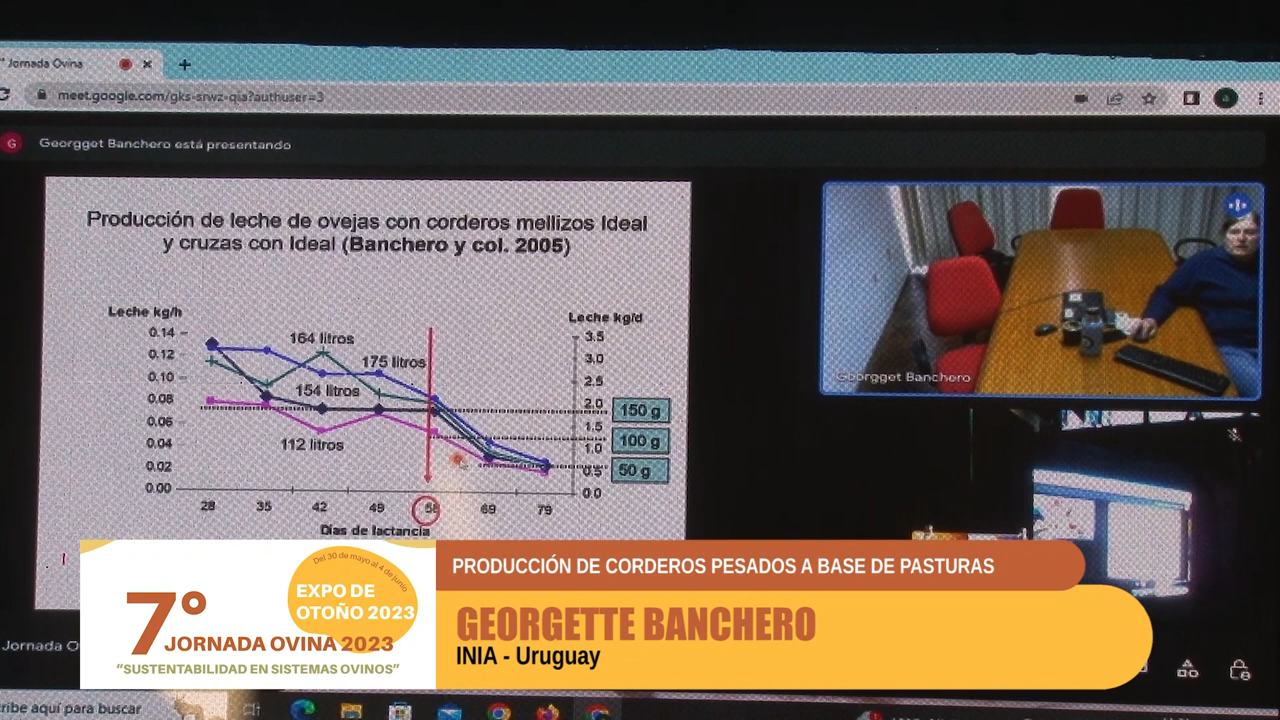 Jornada Ovina
meet.google.com/gks-srwz-qia?authuser=3
G
Georgget Banchero está presentando
Producción de leche de ovejas con corderos mellizos Ideal
y cruzas con Ideal (Banchero y col. 2005)
Leche kg/h
Leche kg/d
0.14
0.12
0.10
0.08
0.06
0.04
0.02
0.00
164 litros
175 litros
154 litros
112 litros
3.5
3.0
2.5
2.0
1.5
1.0
0.5
0.0
150 g
100 g
50 g
28 35 42 49 58 69 79
Dias de lactancia
Georgget Banchero
Del 30 de mayo al 4 de junio
EXPO DE
OTOÑO 2023
7°
JORNADA OVINA 2023
“SUSTENTABILIDAD EN SISTEMAS OVINOS”
PRODUCCIÓN DE CORDEROS PESADOS A BASE DE PASTURAS
GEORGETTE BANCHERO
INIA - Uruguay
Jornada O
ribe aquí para buscar